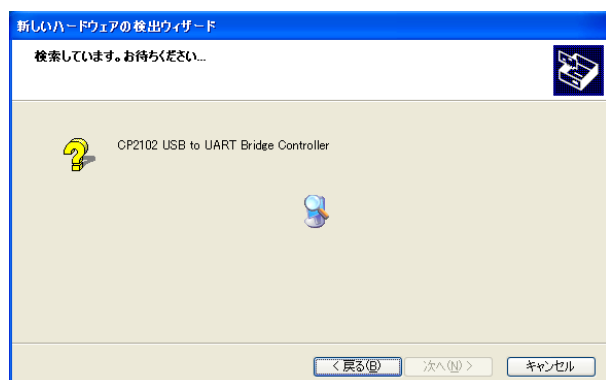 新しいハードウェアの検出ウィザード
検索しています。お待ちください...
CP2102 USB to UART Bridge Controller
< 戻る(B) 次へ(N) > キャンセル